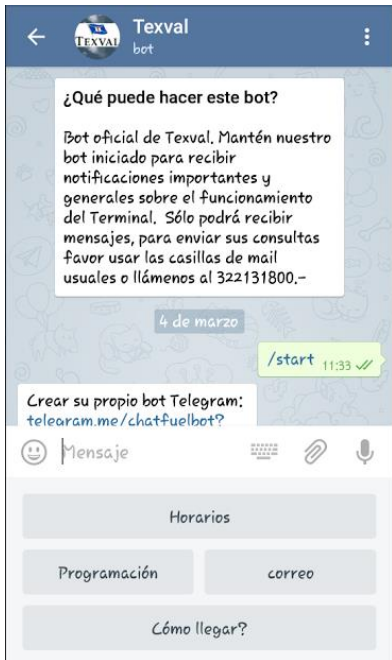 Texval
TEXVAL
bot
¿Qué puede hacer este bot?
Bot oficial de Texval. Mantén nuestro
bot iniciado para recibir
notificaciones importantes y
generales sobre el funcionamiento
del Terminal. Sólo podrá recibir
mensajes, para enviar sus consultas
favor usar las casillas de mail
usuales o llámenos al 322131800.-
4 de marzo
/start 11:33
Crear su propio bot Telegram:
telegram.me/chatfuelbot?
Mensaje
Horarios
Programación correo
Cómo llegar?